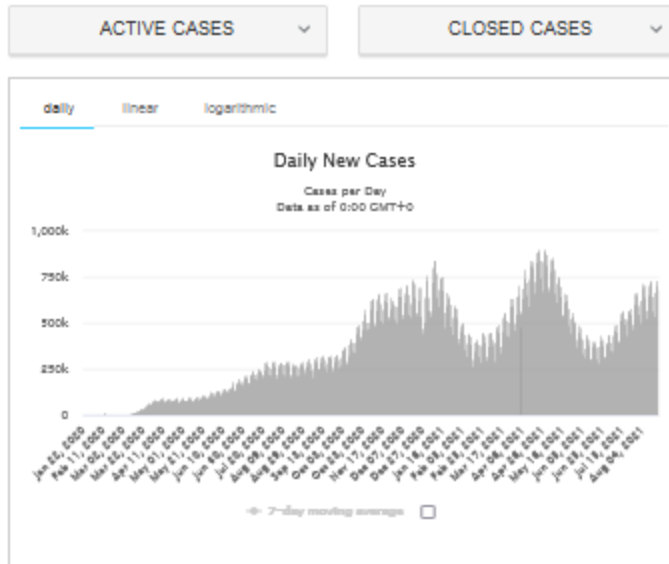 ACTIVE CASES
CLOSED CASES
daily
linear
logarithmic
Daily New Cases
Cases per Day
Data as of 0:00 GMT+0
1,000k
750k
500k
250k
0
Jan 22, 2020
Feb 11, 2020
Mar 02, 2020
Mar 22, 2020
Apr 11, 2020
May 01, 2020
May 21, 2020
Jun 10, 2020
Jun 30, 2020
Jul 20, 2020
Aug 09, 2020
Aug 29, 2020
Sep 18, 2020
Oct 08, 2020
Oct 28, 2020
Nov 17, 2020
Dec 07, 2020
Dec 27, 2020
Jan 16, 2021
Feb 05, 2021
Feb 25, 2021
Mar 17, 2021
Apr 06, 2021
Apr 26, 2021
May 16, 2021
Jun 05, 2021
Jun 25, 2021
Jul 15, 2021
Aug 04, 2021
7-day moving average